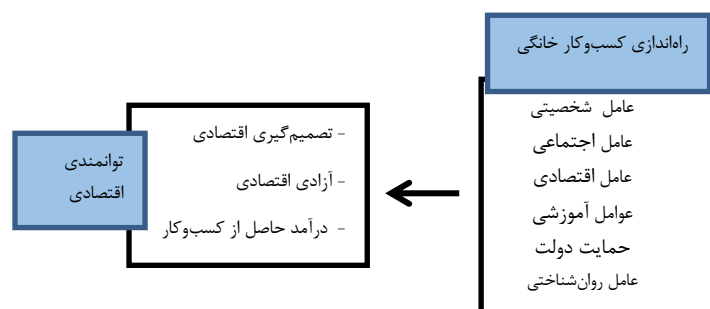 راه‌اندازی کسب‌وکار خانگی
عامل شخصیتی
عامل اجتماعی
عامل اقتصادی
عوامل آموزشی
حمایت دولت
عامل روان‌شناختی
- تصمیم‌گیری اقتصادی
- آزادی اقتصادی
- درآمد حاصل از کسب‌وکار
توانمندی
اقتصادی